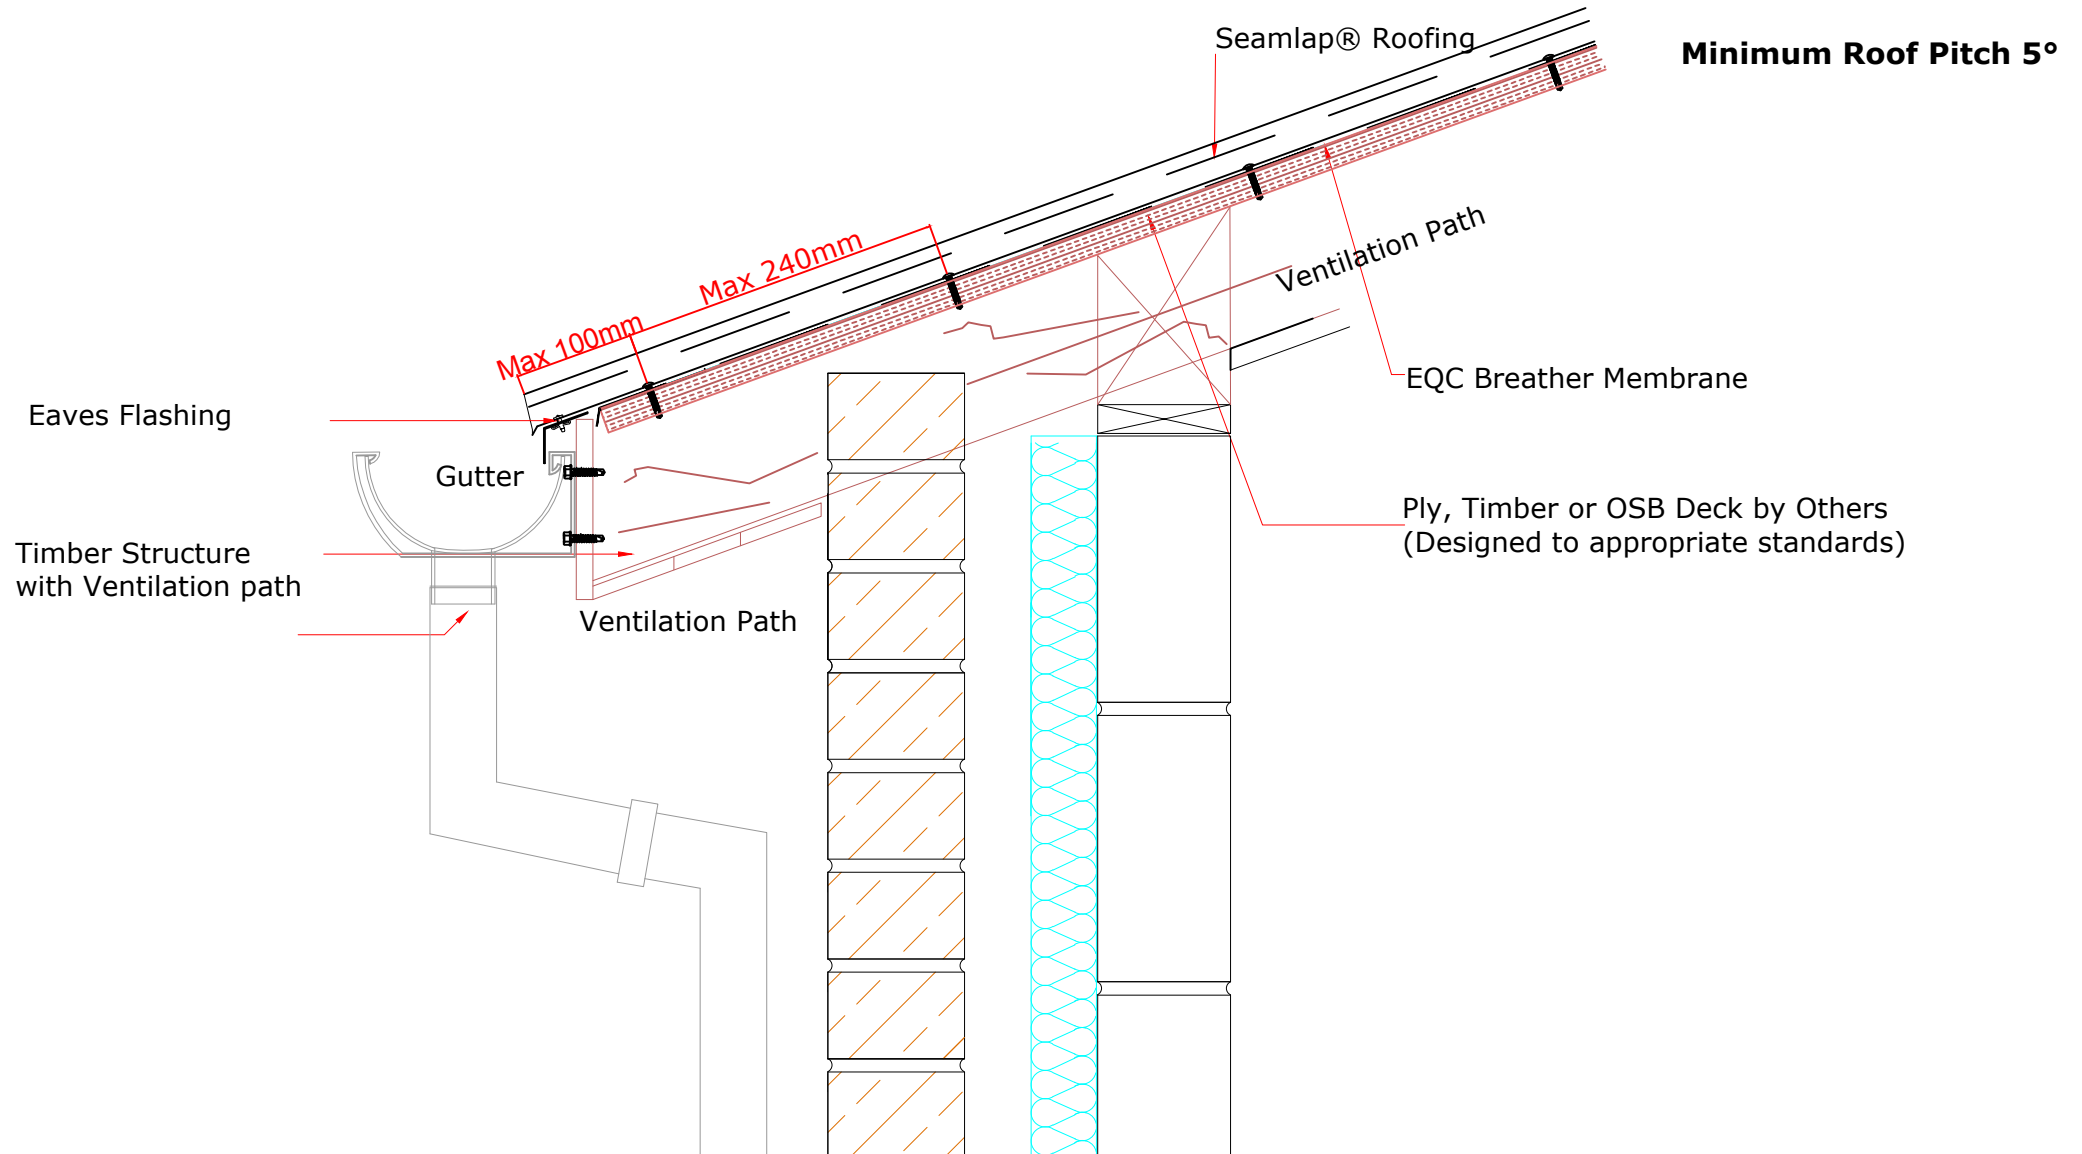 Seamlap® Roofing
Minimum Roof Pitch 5°
Max 240mm
Ventilation Path
Max 100mm
EQC Breather Membrane
Eaves Flashing
Gutter
Ply, Timber or OSB Deck by Others
(Designed to appropriate standards)
Timber Structure
with Ventilation path
Ventilation Path